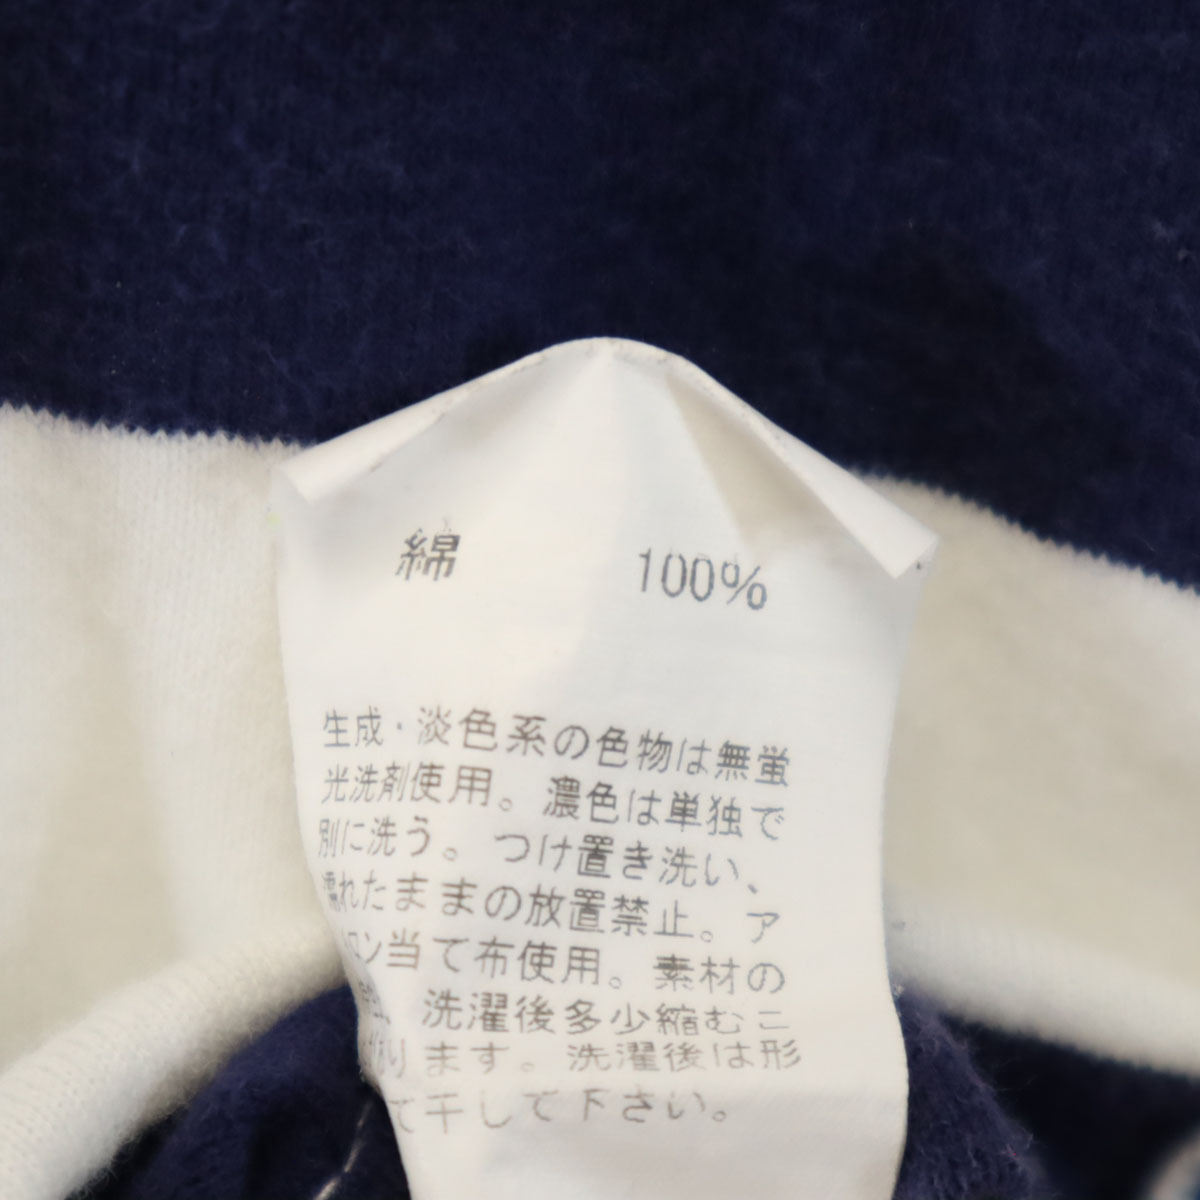 綿 100%
生成・淡色系の色物は無蛍
光洗剤使用。濃色は単独で
別に洗う。つけ置き洗い、
濡れたままの放置禁止。ア
ロン当て布使用。素材の
、洗濯後多少縮むこ
ります。洗濯後は形
て干して下さい。